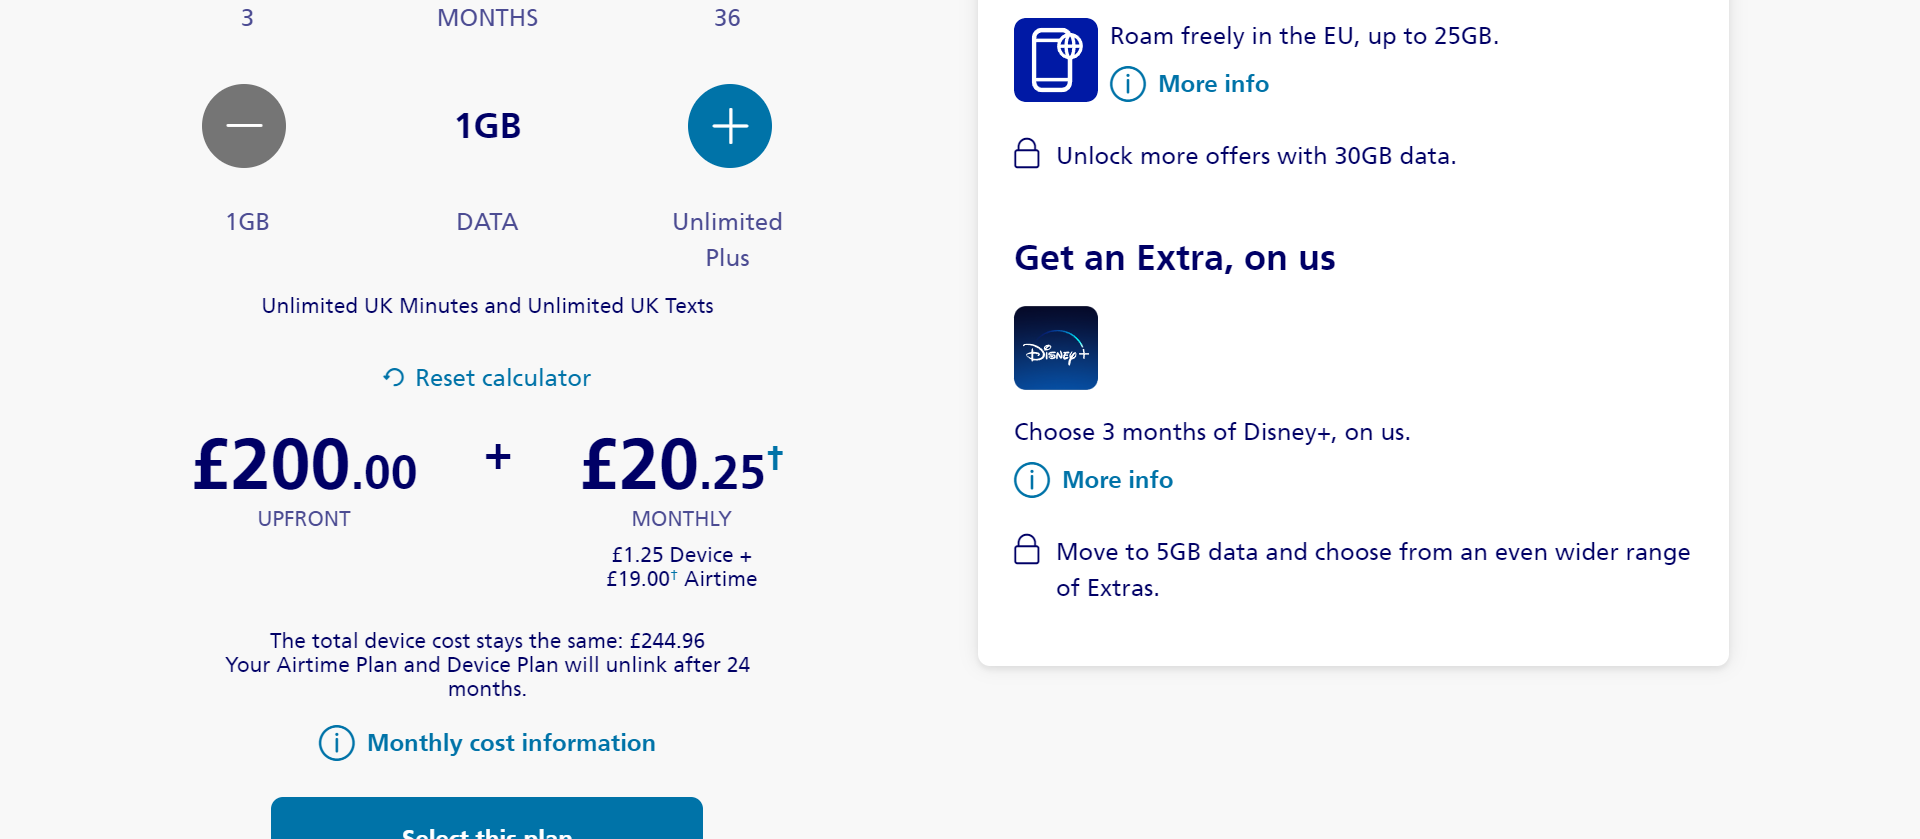 3 MONTHS 36
1GB
1GB DATA Unlimited
Plus
Unlimited UK Minutes and Unlimited UK Texts
Reset calculator
£200.00 + £20.25†
UPFRONT MONTHLY
£1.25 Device +
£19.00† Airtime
The total device cost stays the same: £244.96
Your Airtime Plan and Device Plan will unlink after 24
months.
Monthly cost information
Select this plan
Roam freely in the EU, up to 25GB.
More info
Unlock more offers with 30GB data.
Get an Extra, on us
Disney+
Choose 3 months of Disney+, on us.
More info
Move to 5GB data and choose from an even wider range
of Extras.